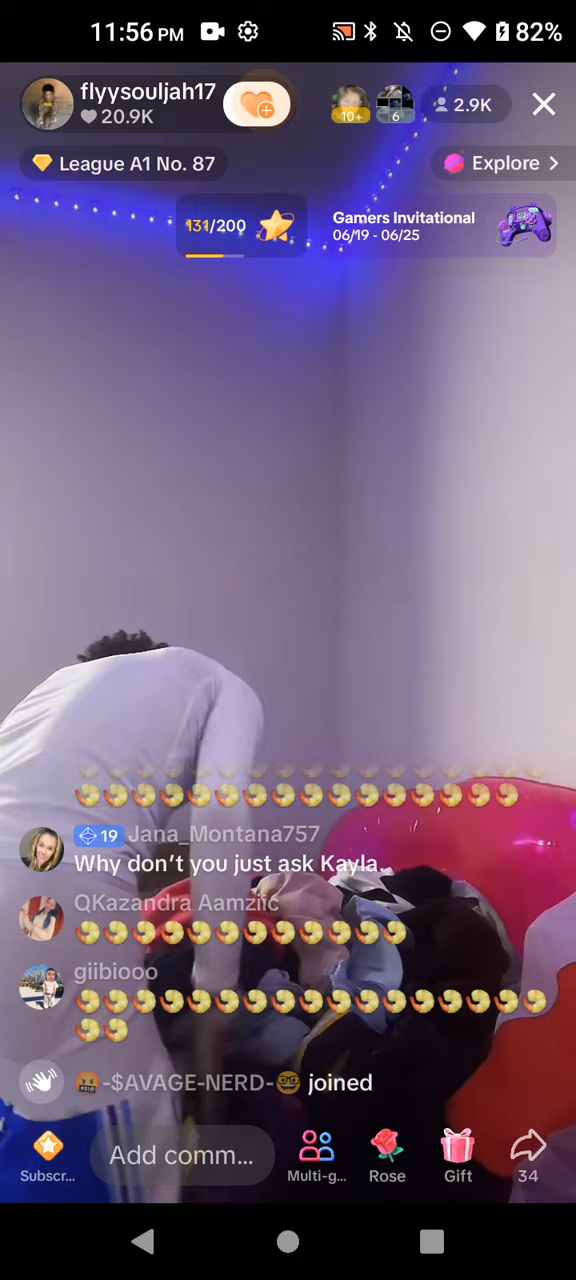 11:56 PM
82%
flyysouljah17
20.9K
10+
6
2.9K
League A1 No. 87
Explore >
131/200
Gamers Invitational
06/19 - 06/25
19 Jana_Montana757
Why don't you just ask Kayla.
QKazandra Aamziic
🍤🍤🍤🍤🍤🍤🍤🍤🍤🍤🍤🍤
giibiooo
🤬-$AVAGE-NERD-🤓 joined
Subscr...
Add comm...
Multi-g...
Rose
Gift
34